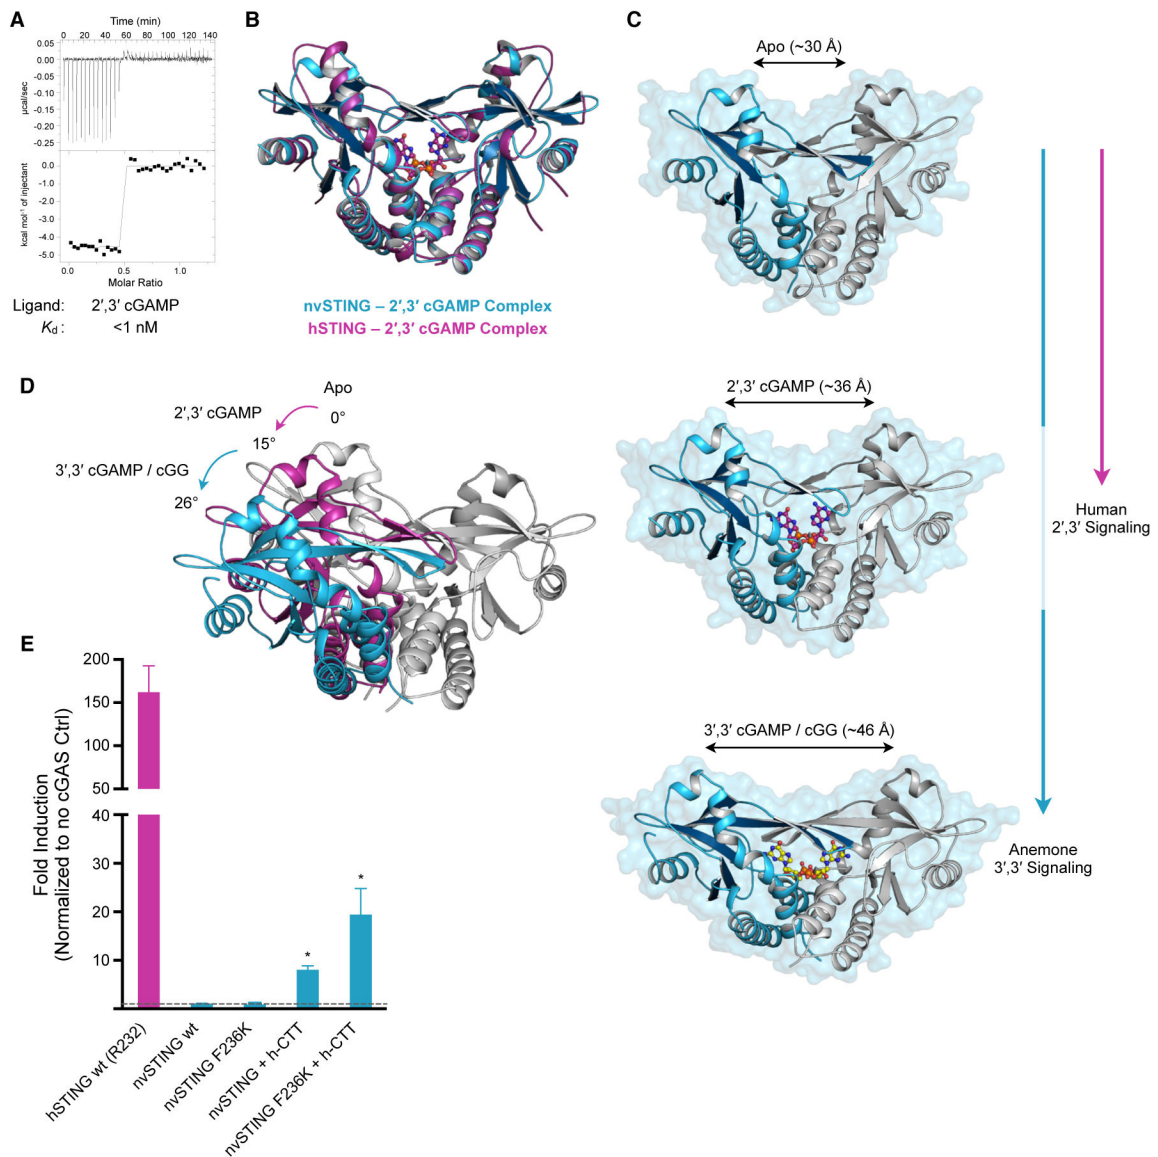 A
Time (min)
0 20 40 60 80 100 120 140
0.05
0.00
-0.05
-0.10
-0.15
-0.20
-0.25
µcal/sec
0.0
-1.0
-2.0
-3.0
-4.0
-5.0
kcal mol⁻¹ of injectant
0.0 0.5 1.0
Molar Ratio
Ligand: 2′,3′ cGAMP
Kd : <1 nM
B
nvSTING – 2′,3′ cGAMP Complex
hSTING – 2′,3′ cGAMP Complex
C
Apo (~30 Å)
2′,3′ cGAMP (~36 Å)
3′,3′ cGAMP / cGG (~46 Å)
Human
2′,3′ Signaling
Anemone
3′,3′ Signaling
D
Apo
0°
2′,3′ cGAMP
15°
3′,3′ cGAMP / cGG
26°
E
Fold Induction
(Normalized to no cGAS Ctrl)
200
150
100
50
40
30
20
10
*
*
hSTING wt (R232)
nvSTING wt
nvSTING F236K
nvSTING + h-CTT
nvSTING F236K + h-CTT